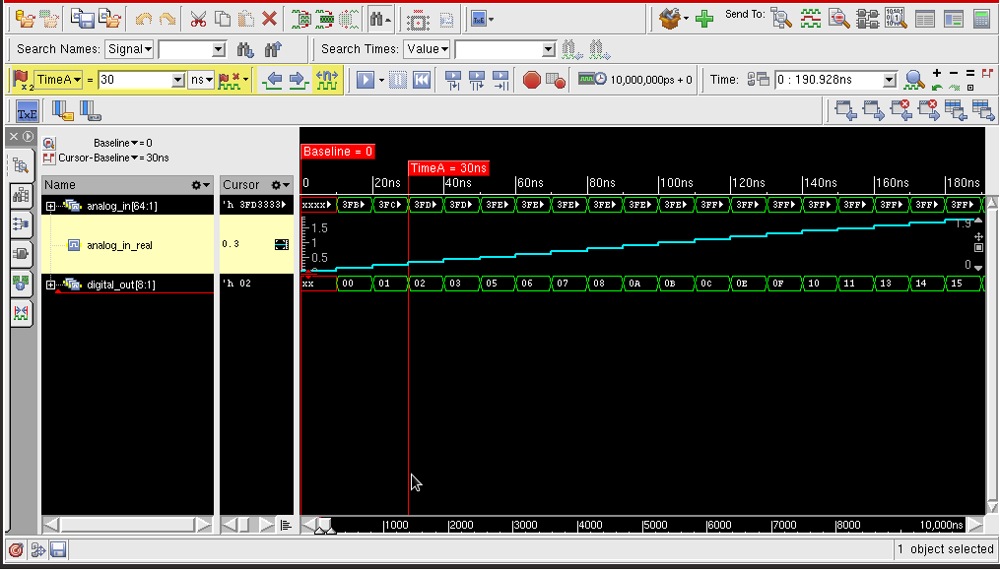 Send To:
Search Names: Signal
Search Times: Value
x2 TimeA = 30 ns
10,000,000ps + 0
Time: 0 : 190.928ns
TxE
Baseline = 0
Cursor-Baseline = 30ns
Baseline = 0
TimeA = 30ns
Name Cursor
0 20ns 40ns 60ns 80ns 100ns 120ns 140ns 160ns 180ns
analog_in[64:1] 'h 3FD3333 xxxx 3FB 3FC 3FD 3FD 3FE 3FE 3FE 3FE 3FE 3FF 3FF 3FF 3FF 3FF 3FF 3FF 3FF 3FF
1.5 1.9
analog_in_real 0.3 1
0.5 0
digital_out[8:1] 'h 02 xx 00 01 02 03 05 06 07 08 0A 0B 0C 0E 0F 10 11 13 14 15
1000 2000 3000 4000 5000 6000 7000 8000 10,000ns
1 object selected